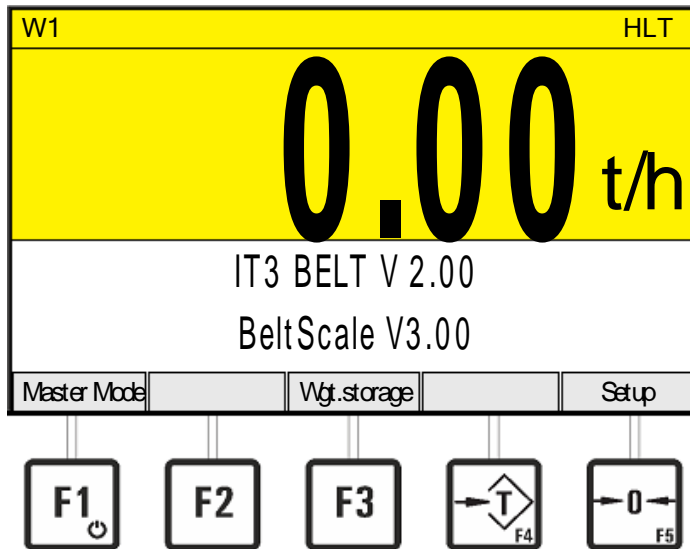 W1 HLT
0.00 t/h
IT3 BELT V 2.00
BeltScale V3.00
Master Mode Wgt.storage Setup
F1 F2 F3 T F4 0 F5